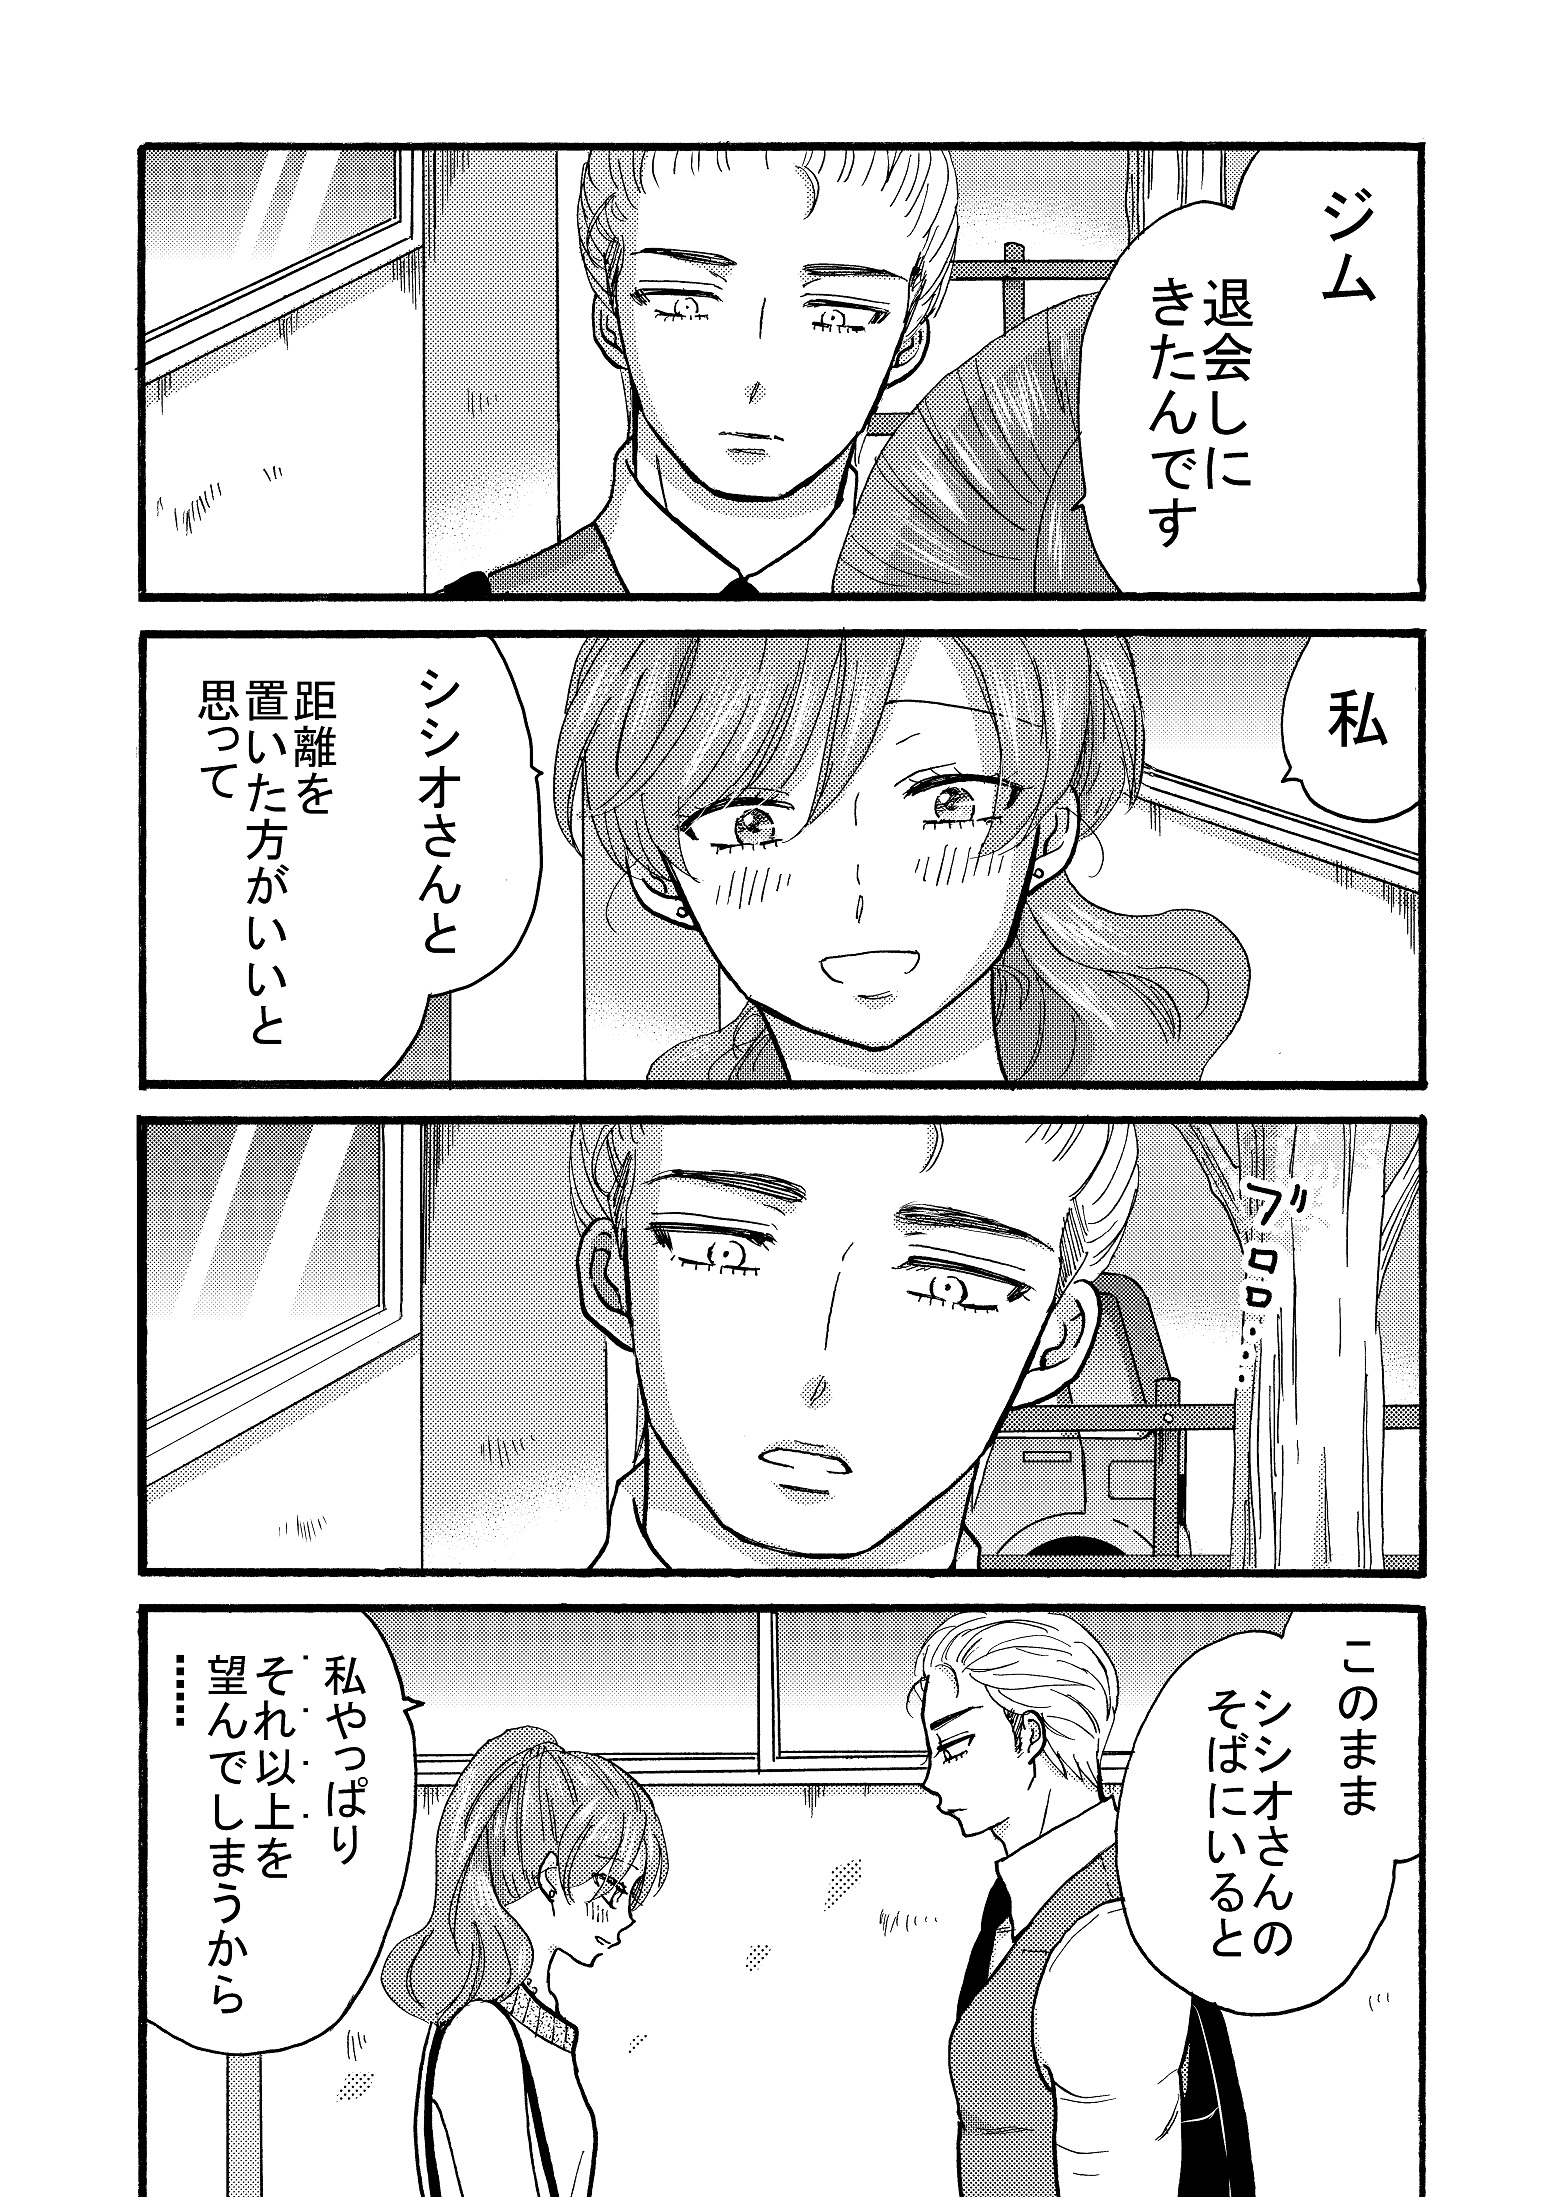 ジム
退会しに
きたんです
私
シシオさんと
距離を
置いた方がいいと
思って
ブロロ...
このまま
シシオさんの
そばにいると
私やっぱり
それ以上を
望んでしまうから
……